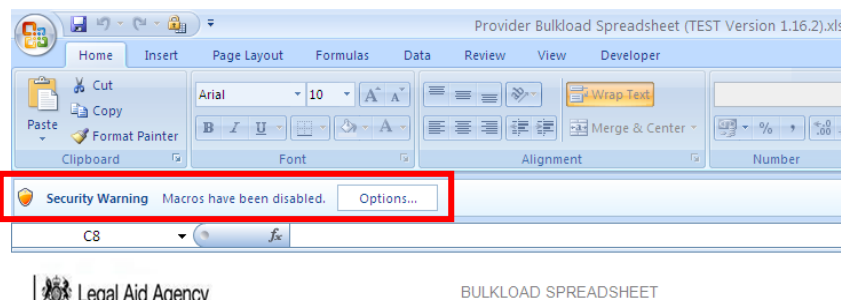 Provider Bulkload Spreadsheet (TEST Version 1.16.2).xls
Home Insert Page Layout Formulas Data Review View Developer
Cut
Copy
Paste
Format Painter
Arial 10 A A
B I U A
Wrap Text
Merge & Center
% ,
Clipboard Font Alignment Number
Security Warning Macros have been disabled. Options...
C8 fx
Legal Aid Agency
BULKLOAD SPREADSHEET